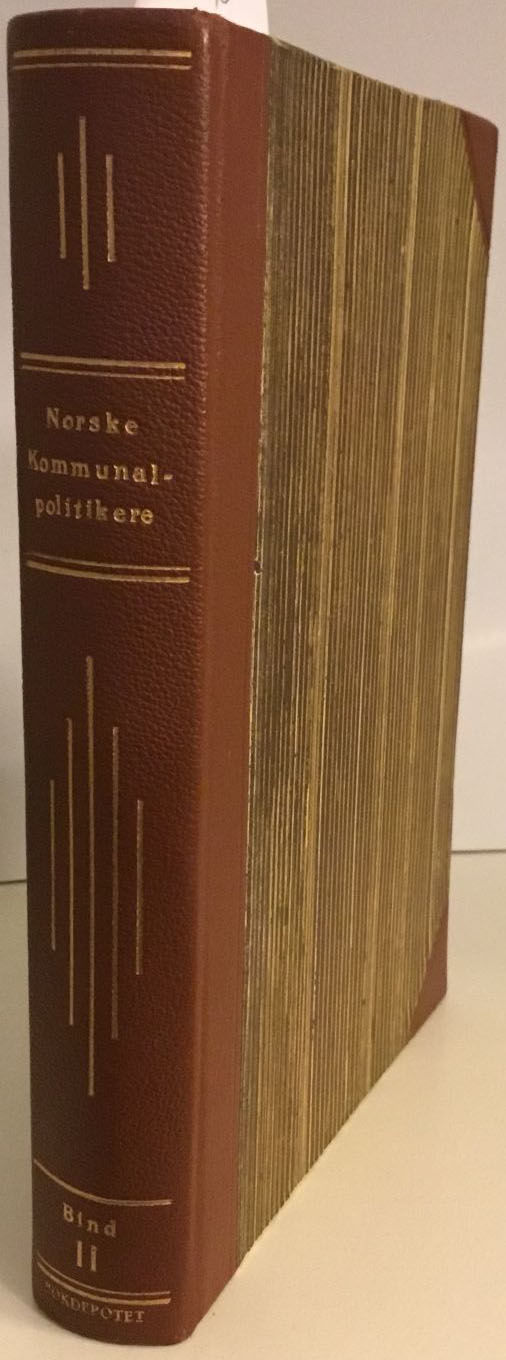 Norske
Kommunal-
politikere
Bind
II
BOKDEPOTET